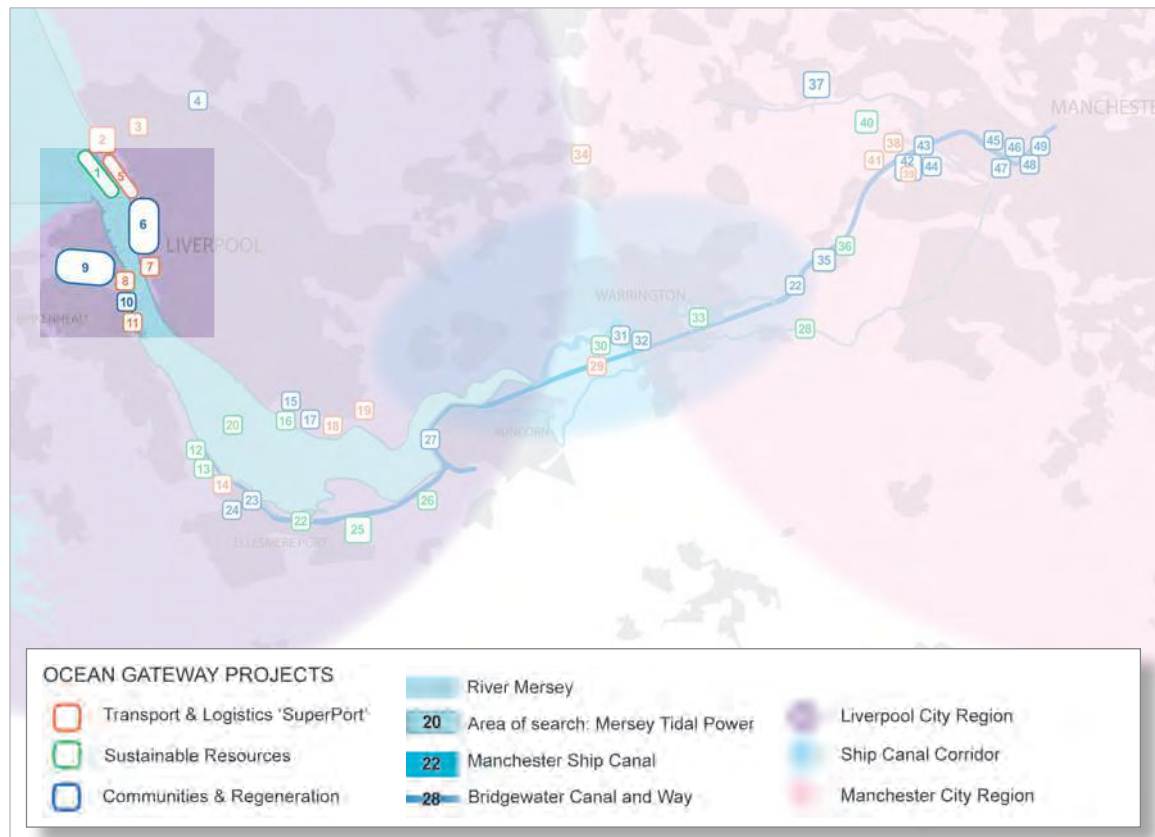 37
4
MANCHESTE
3
40
2
45
38
43
46
49
34
41
42
44
47
48
1
5
39
6
LIVERPOOL
36
35
9
7
8
22
10
WARRINGTON
BIRKENHEAD
11
33
28
31
32
30
29
15
19
16
17
18
20
27
RUNCORN
12
13
14
23
26
24
22
25
ELLESMERE PORT
OCEAN GATEWAY PROJECTS
Transport & Logistics 'SuperPort'
Sustainable Resources
Communities & Regeneration
River Mersey
20 Area of search: Mersey Tidal Power
22 Manchester Ship Canal
28 Bridgewater Canal and Way
Liverpool City Region
Ship Canal Corridor
Manchester City Region